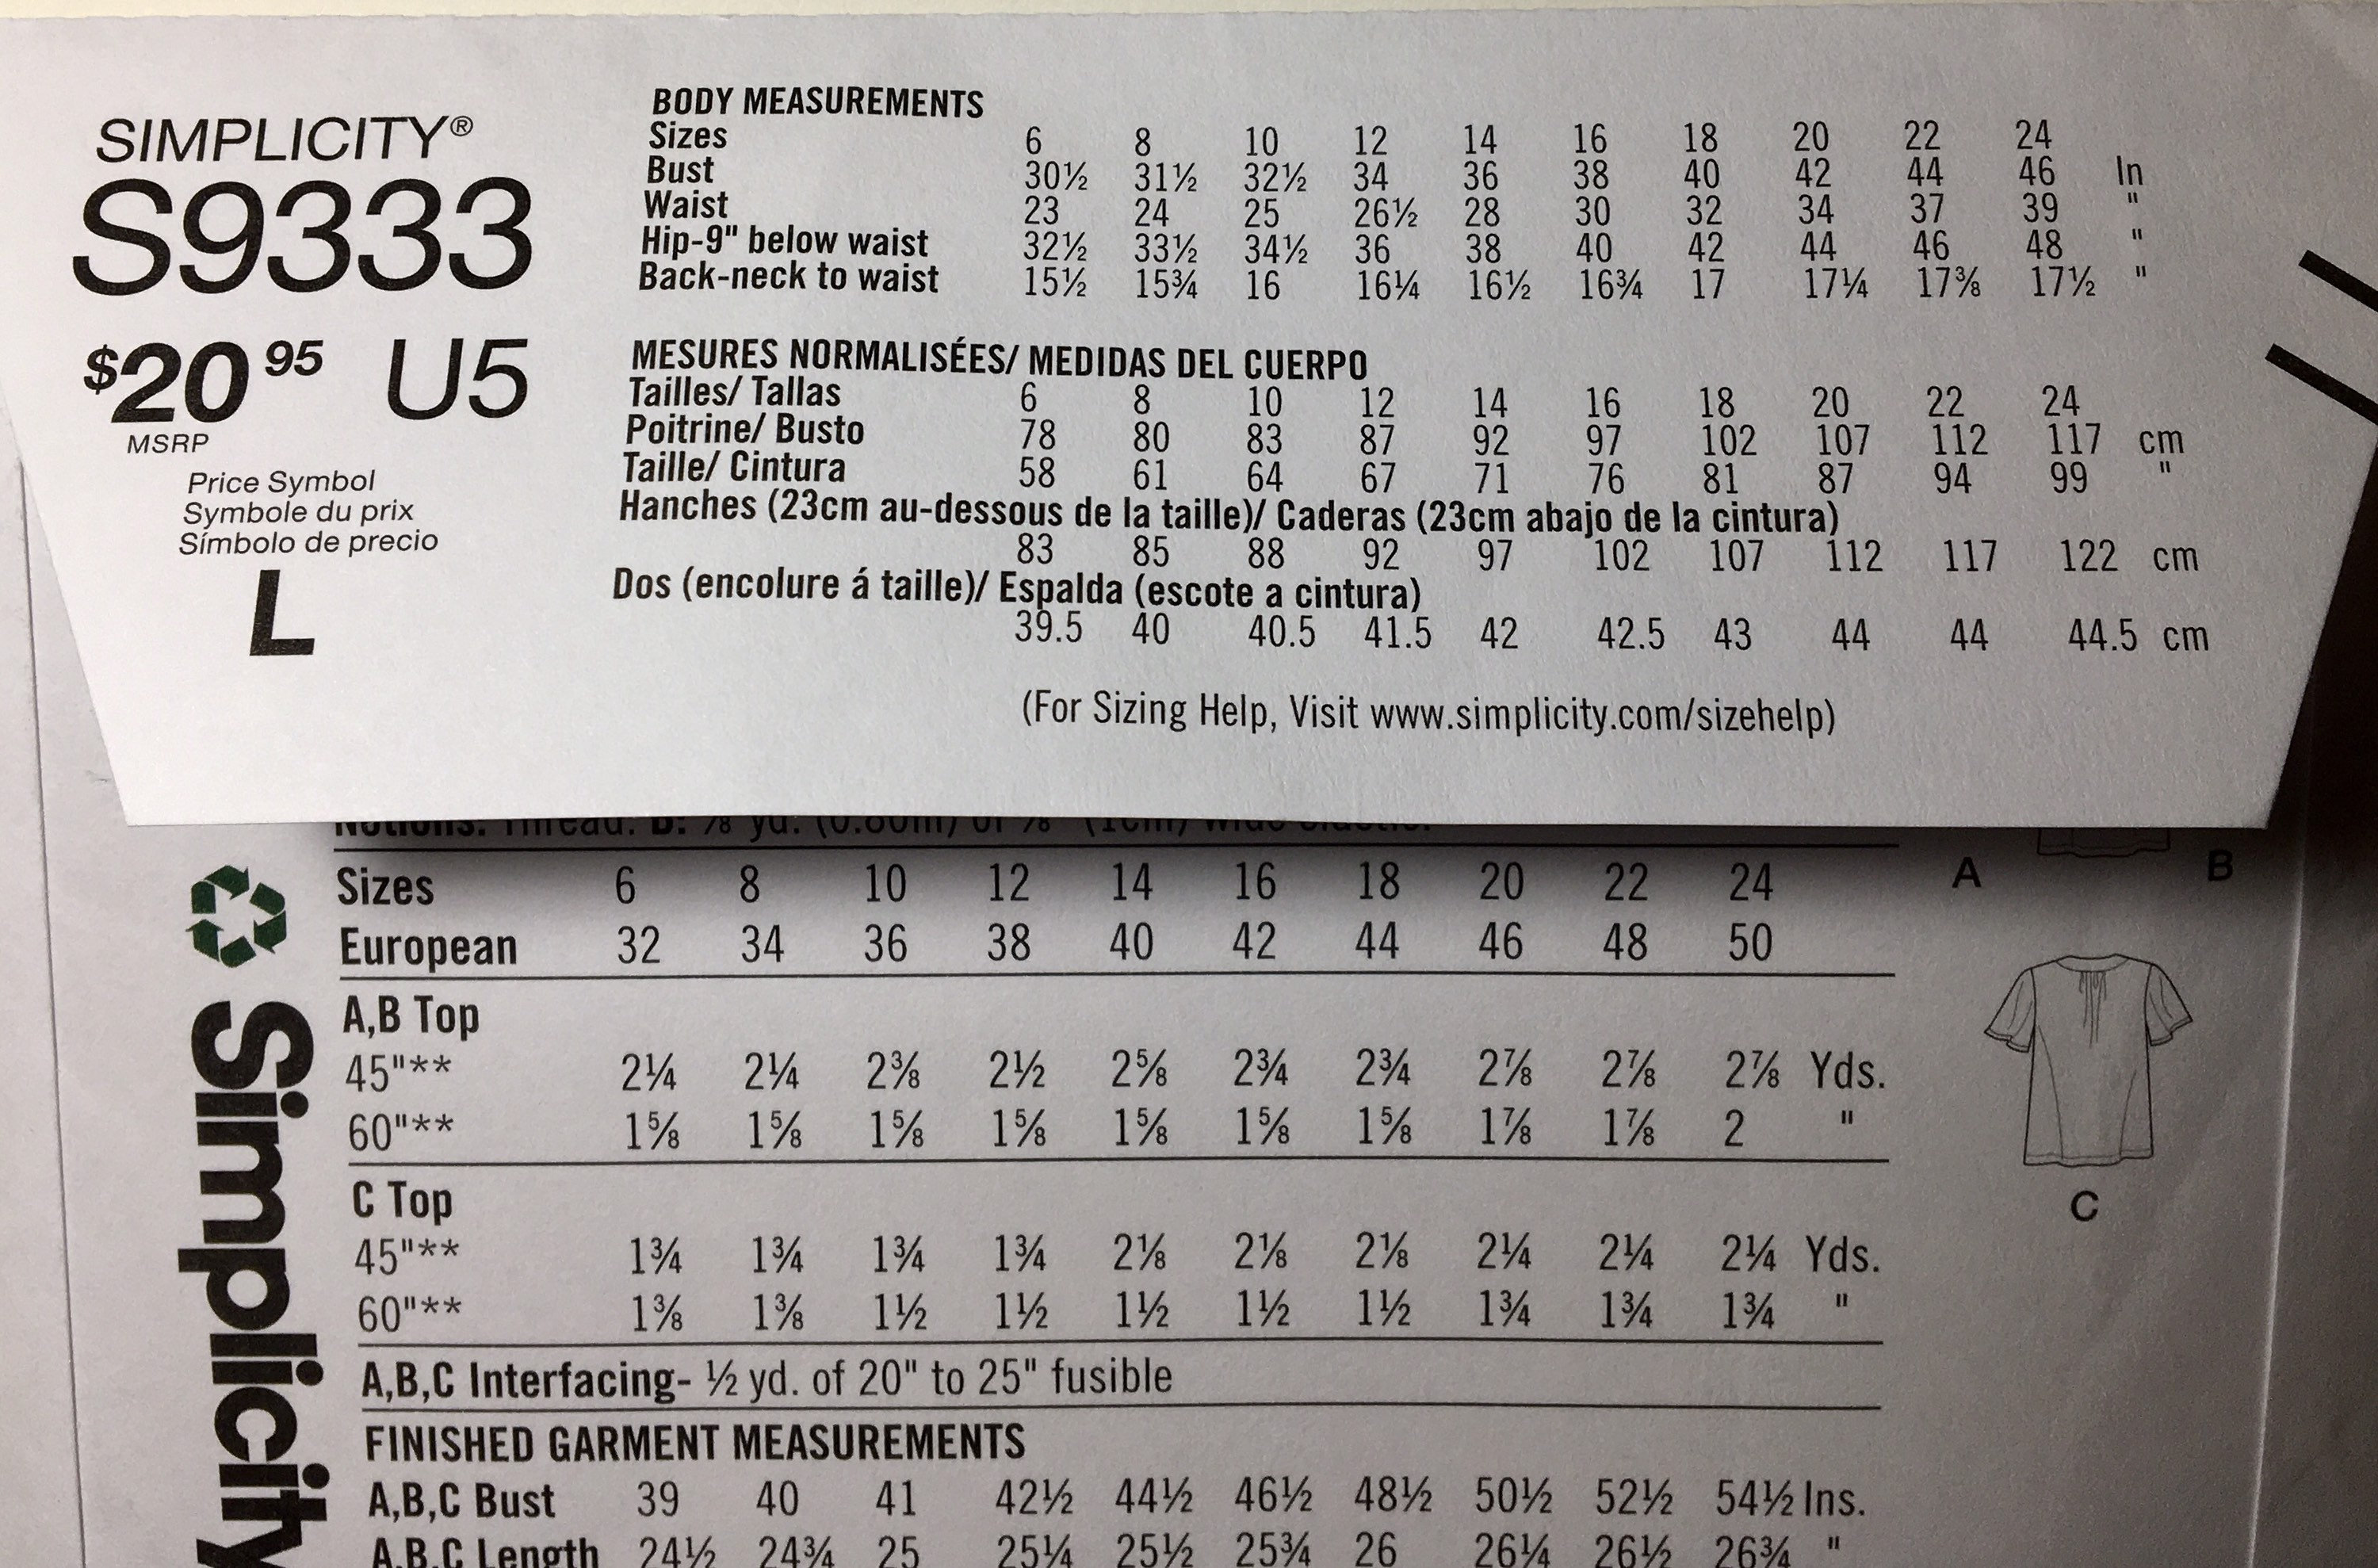 SIMPLICITY®
S9333
$20 95 U5
MSRP
Price Symbol
Symbole du prix
Símbolo de precio
L
BODY MEASUREMENTS
Sizes 6 8 10 12 14 16 18 20 22 24
Bust 30½ 31½ 32½ 34 36 38 40 42 44 46 In
Waist 23 24 25 26½ 28 30 32 34 37 39 "
Hip-9" below waist 32½ 33½ 34½ 36 38 40 42 44 46 48 "
Back-neck to waist 15½ 15¾ 16 16¼ 16½ 16¾ 17 17¼ 17⅜ 17½ "
MESURES NORMALISÉES/ MEDIDAS DEL CUERPO
Tailles/ Tallas 6 8 10 12 14 16 18 20 22 24
Poitrine/ Busto 78 80 83 87 92 97 102 107 112 117 cm
Taille/ Cintura 58 61 64 67 71 76 81 87 94 99 "
Hanches (23cm au-dessous de la taille)/ Caderas (23cm abajo de la cintura)
83 85 88 92 97 102 107 112 117 122 cm
Dos (encolure á taille)/ Espalda (escote a cintura)
39.5 40 40.5 41.5 42 42.5 43 44 44 44.5 cm
(For Sizing Help, Visit www.simplicity.com/sizehelp)
Notions: Thread. B: ⅞ yd. (0.80m) of ⅜" (1cm) wide elastic.
Sizes 6 8 10 12 14 16 18 20 22 24
European 32 34 36 38 40 42 44 46 48 50
A,B Top
45"** 2¼ 2¼ 2⅜ 2½ 2⅝ 2¾ 2¾ 2⅞ 2⅞ 2⅞ Yds.
60"** 1⅝ 1⅝ 1⅝ 1⅝ 1⅝ 1⅝ 1⅝ 1⅞ 1⅞ 2 "
C Top
45"** 1¾ 1¾ 1¾ 1¾ 2⅛ 2⅛ 2⅛ 2¼ 2¼ 2¼ Yds.
60"** 1⅜ 1⅜ 1½ 1½ 1½ 1½ 1½ 1¾ 1¾ 1¾ "
A,B,C Interfacing- ½ yd. of 20" to 25" fusible
FINISHED GARMENT MEASUREMENTS
A,B,C Bust 39 40 41 42½ 44½ 46½ 48½ 50½ 52½ 54½ Ins.
A,B,C Length 24½ 24¾ 25 25¼ 25½ 25¾ 26 26¼ 26½ 26¾ "
Simplicity
A B
C